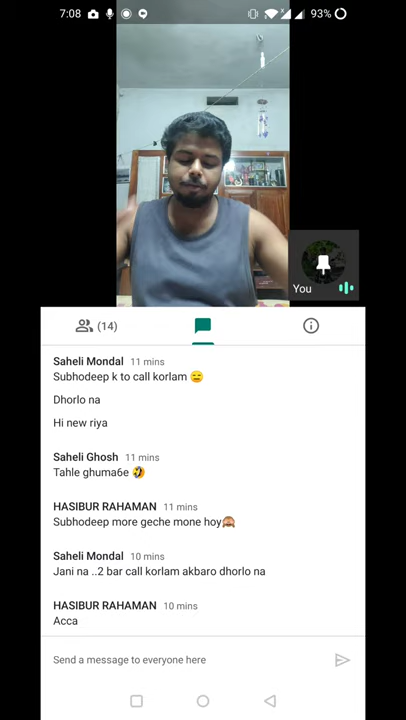 7:08
93%
You
(14)
Saheli Mondal 11 mins
Subhodeep k to call korlam 😑
Dhorlo na
Hi new riya
Saheli Ghosh 11 mins
Tahle ghuma6e 🤣
HASIBUR RAHAMAN 11 mins
Subhodeep more geche mone hoy🙈
Saheli Mondal 10 mins
Jani na ..2 bar call korlam akbaro dhorlo na
HASIBUR RAHAMAN 10 mins
Acca
Send a message to everyone here